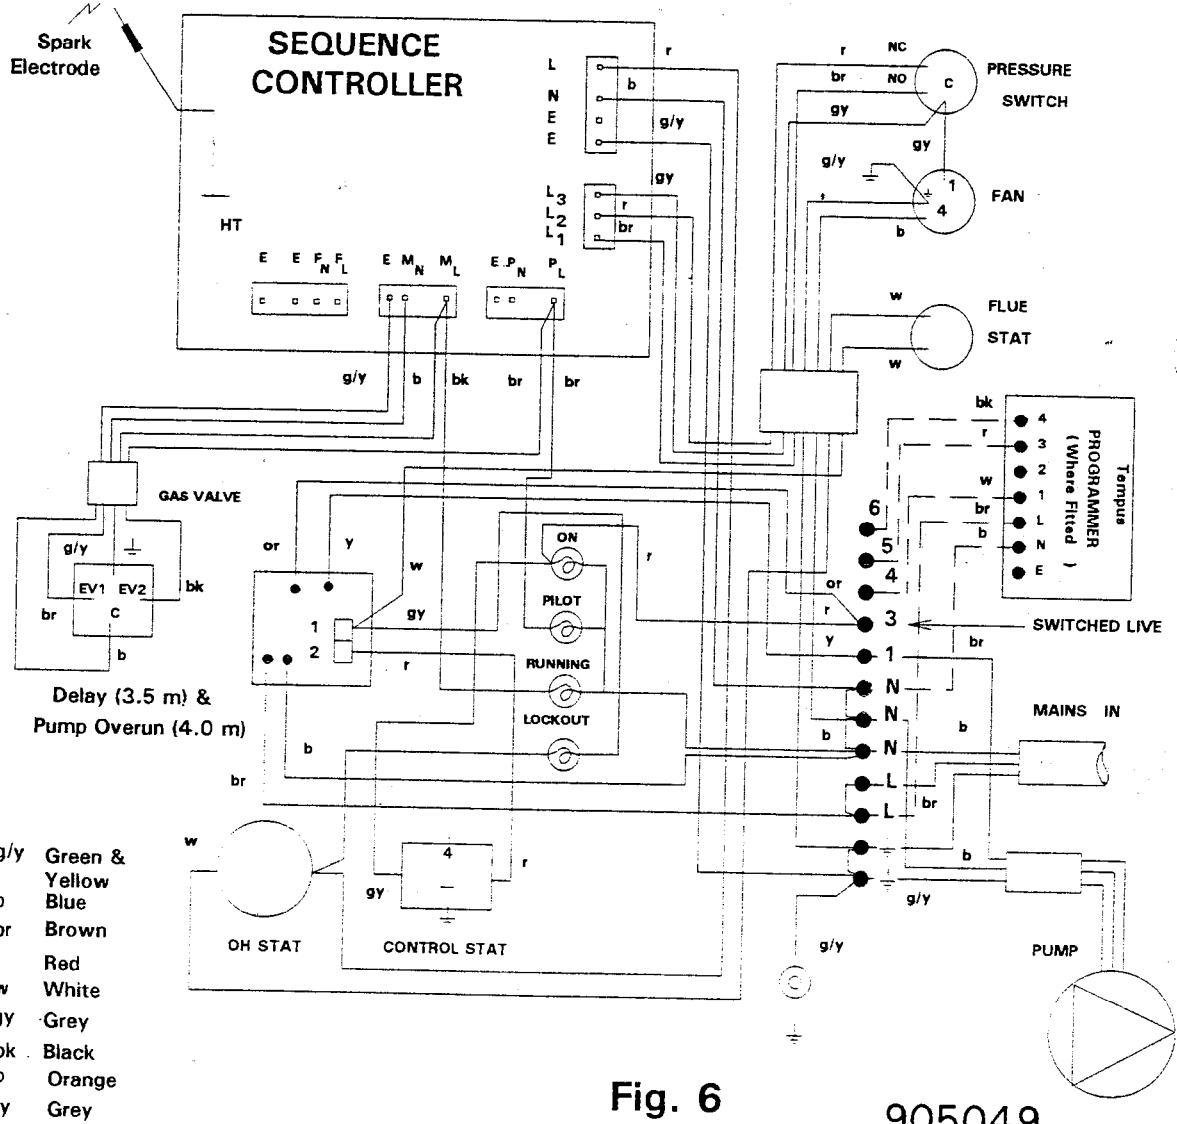 Spark
Electrode
SEQUENCE
CONTROLLER
L
N
E
E
L3
L2
L1
HT
E E FN FL
E MN ML
E PN PL
r
b
g/y
gy
r
br
r
NC
br
NO
C
gy
PRESSURE
SWITCH
gy
g/y
1
4
FAN
b
w
FLUE
STAT
w
g/y
b
bk
br
br
GAS VALVE
g/y
EV1
EV2
C
br
bk
b
Delay (3.5 m) &
Pump Overun (4.0 m)
or
y
1
2
w
gy
r
ON
PILOT
RUNNING
LOCKOUT
r
b
br
bk
r
w
br
b
4
3
2
1
L
N
E
Tempus
PROGRAMMER
(Where Fitted )
6
5
4
3
1
N
N
N
L
L
or
r
y
b
br
SWITCHED LIVE
br
MAINS IN
b
b
g/y
g/y
PUMP
w
OH STAT
4
gy
r
CONTROL STAT
g/y Green &
Yellow
Blue
br Brown
Red
w White
gy Grey
bk Black
Orange
y Grey
Fig. 6
905049